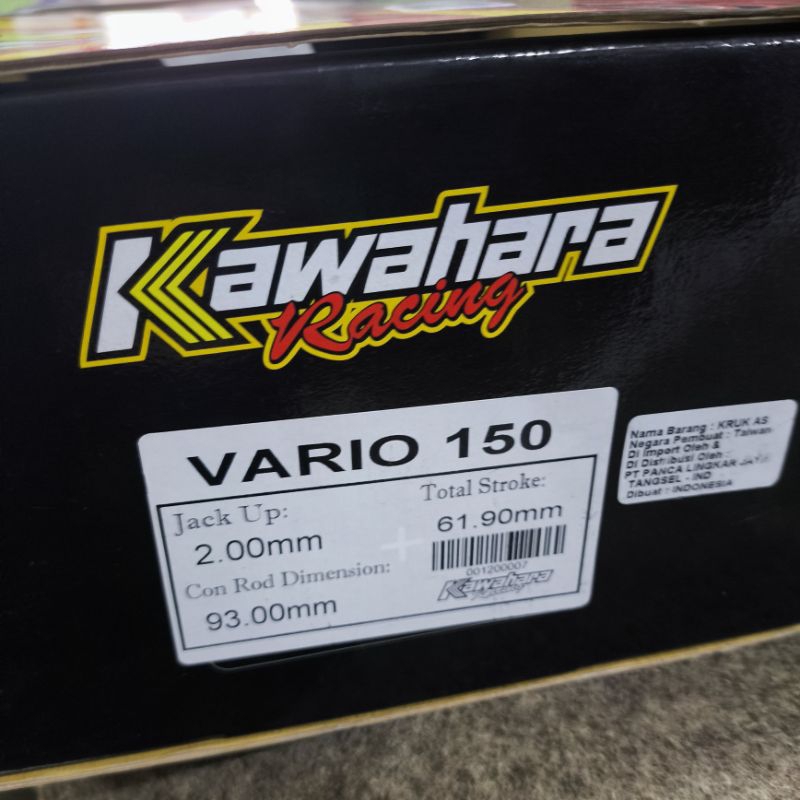 Kawahara
Racing
VARIO 150
Jack Up:
2.00mm
Con Rod Dimension:
93.00mm
Total Stroke:
61.90mm
001200007
Kawahara
Racing
Nama Barang : KRUK AS
Negara Pembuat : Taiwan
Di Import Oleh &
Di Distribusi Oleh :
PT PANCA LINGKAR JAYA
TANGSEL - IND
Dibuat : INDONESIA